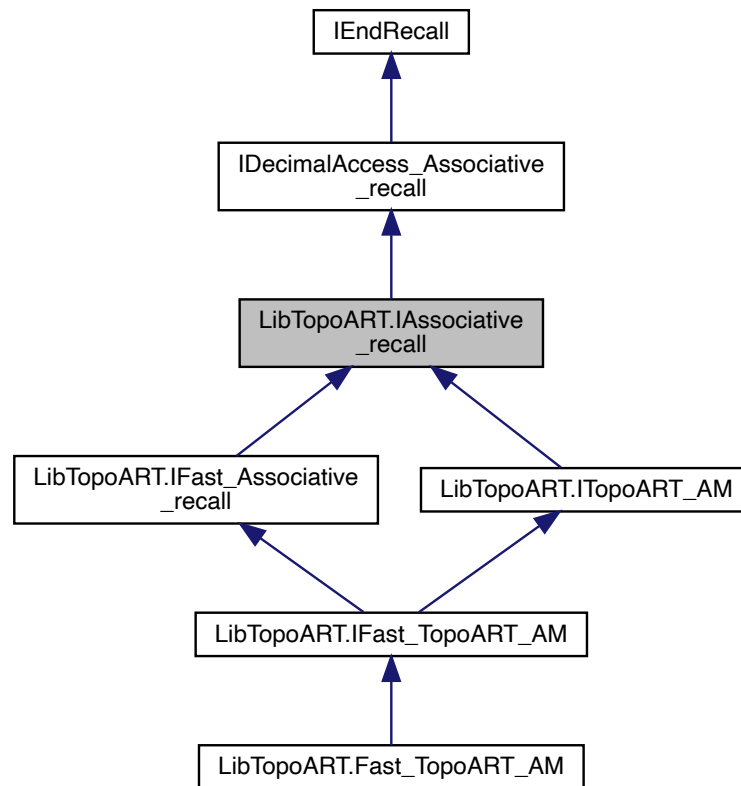 IEndRecall
IDecimalAccess_Associative
_recall
LibTopoART.IAssociative
_recall
LibTopoART.IFast_Associative
_recall
LibTopoART.ITopoART_AM
LibTopoART.IFast_TopoART_AM
LibTopoART.Fast_TopoART_AM